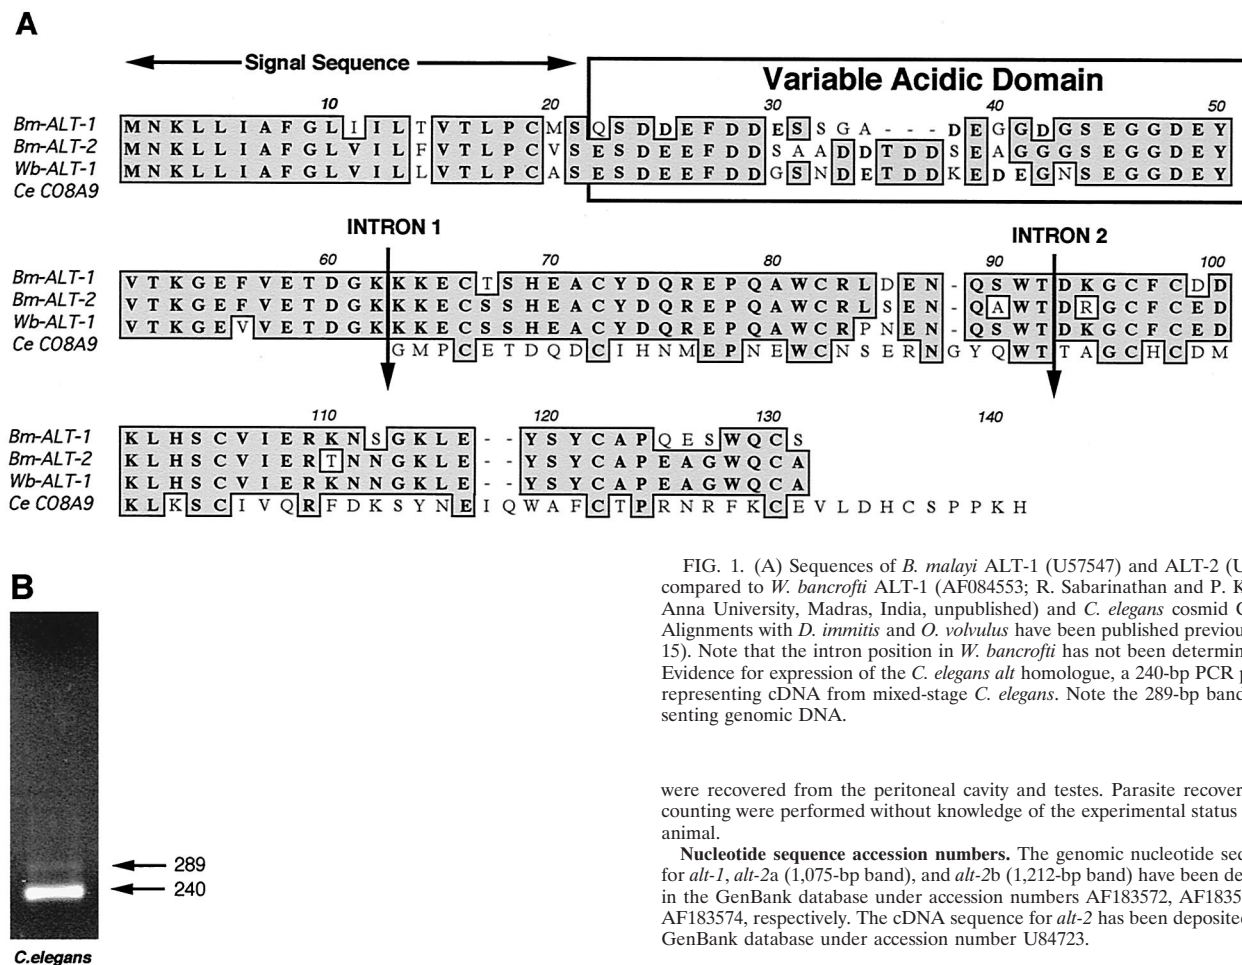 A
Signal Sequence
Variable Acidic Domain
10 20 30 40 50
Bm-ALT-1 M N K L L I A F G L I I L T V T L P C M S Q S D D E F D D E S S G A - - - D E G G D G S E G G D E Y
Bm-ALT-2 M N K L L I A F G L V I L F V T L P C V S E S D E E F D D S A A D D T D D S E A G G G S E G G D E Y
Wb-ALT-1 M N K L L I A F G L V I L L V T L P C A S E S D E E F D D G S N D E T D D K E D E G N S E G G D E Y
Ce C08A9
INTRON 1
INTRON 2
60 70 80 90 100
Bm-ALT-1 V T K G E F V E T D G K K K E C T S H E A C Y D Q R E P Q A W C R L D E N - Q S W T D K G C F C D D
Bm-ALT-2 V T K G E F V E T D G K K K E C S S H E A C Y D Q R E P Q A W C R L S E N - Q A W T D R G C F C E D
Wb-ALT-1 V T K G E V V E T D G K K K E C S S H E A C Y D Q R E P Q A W C R P N E N - Q S W T D K G C F C E D
Ce C08A9 G M P C E T D Q D C I H N M E P N E W C N S E R N G Y Q W T T A G C H C D M
110 120 130 140
Bm-ALT-1 K L H S C V I E R K N S G K L E - - Y S Y C A P Q E S W Q C S
Bm-ALT-2 K L H S C V I E R T N N G K L E - - Y S Y C A P E A G W Q C A
Wb-ALT-1 K L H S C V I E R K N N G K L E - - Y S Y C A P E A G W Q C A
Ce C08A9 K L K S C I V Q R F D K S Y N E I Q W A F C T P R N R F K C E V L D H C S P P K H
B
289
240
C.elegans
FIG. 1. (A) Sequences of B. malayi ALT-1 (U57547) and ALT-2 (U
compared to W. bancrofti ALT-1 (AF084553; R. Sabarinathan and P. K
Anna University, Madras, India, unpublished) and C. elegans cosmid C
Alignments with D. immitis and O. volvulus have been published previou
15). Note that the intron position in W. bancrofti has not been determin
Evidence for expression of the C. elegans alt homologue, a 240-bp PCR p
representing cDNA from mixed-stage C. elegans. Note the 289-bp band
senting genomic DNA.
were recovered from the peritoneal cavity and testes. Parasite recover
counting were performed without knowledge of the experimental status
animal.
Nucleotide sequence accession numbers. The genomic nucleotide seq
for alt-1, alt-2a (1,075-bp band), and alt-2b (1,212-bp band) have been de
in the GenBank database under accession numbers AF183572, AF1835
AF183574, respectively. The cDNA sequence for alt-2 has been deposited
GenBank database under accession number U84723.